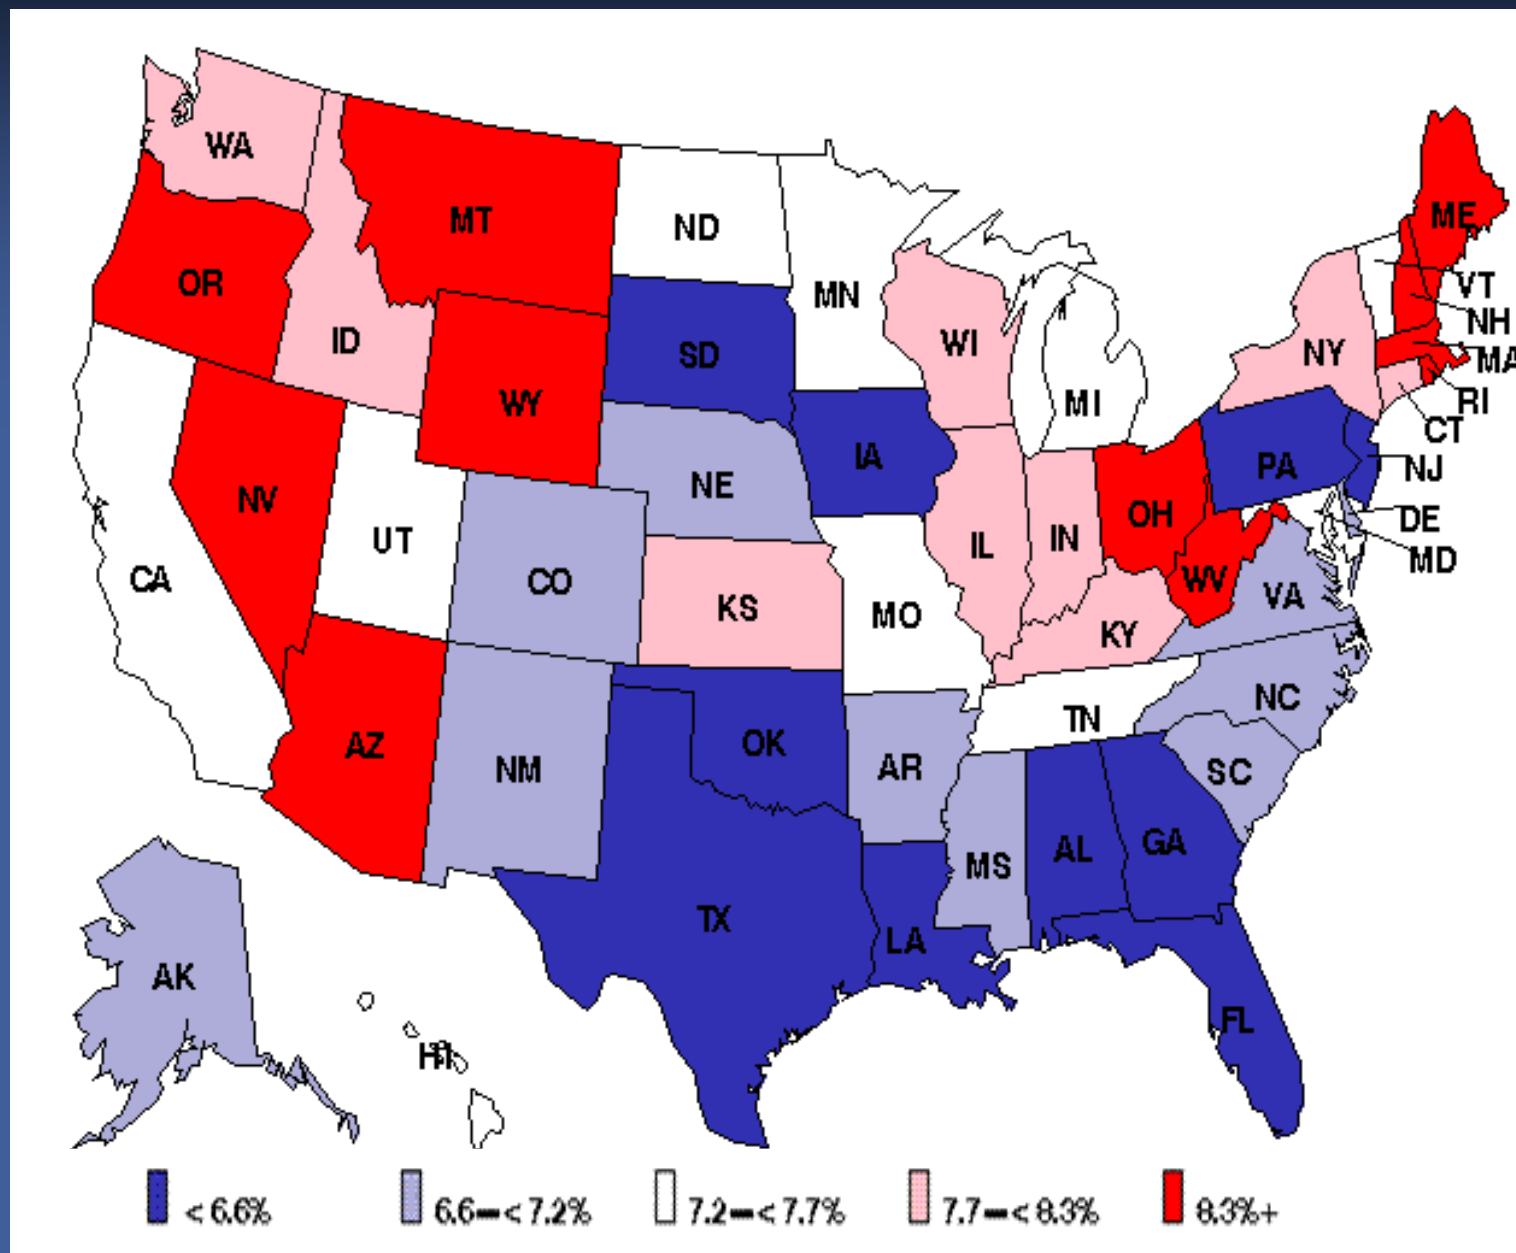 WA
MT
ME
ND
OR
MN
VT
NH
ID
WI
NY
MA
SD
RI
WY
MI
CT
IA
PA
NJ
NE
NV
OH
DE
UT
IN
IL
MD
CO
CA
WV
VA
KS
MO
KY
NC
TN
AZ
OK
NM
AR
SC
GA
AL
MS
TX
LA
AK
FL
HI
< 6.6%
6.6-< 7.2%
7.2-< 7.7%
7.7-< 8.3%
8.3%+